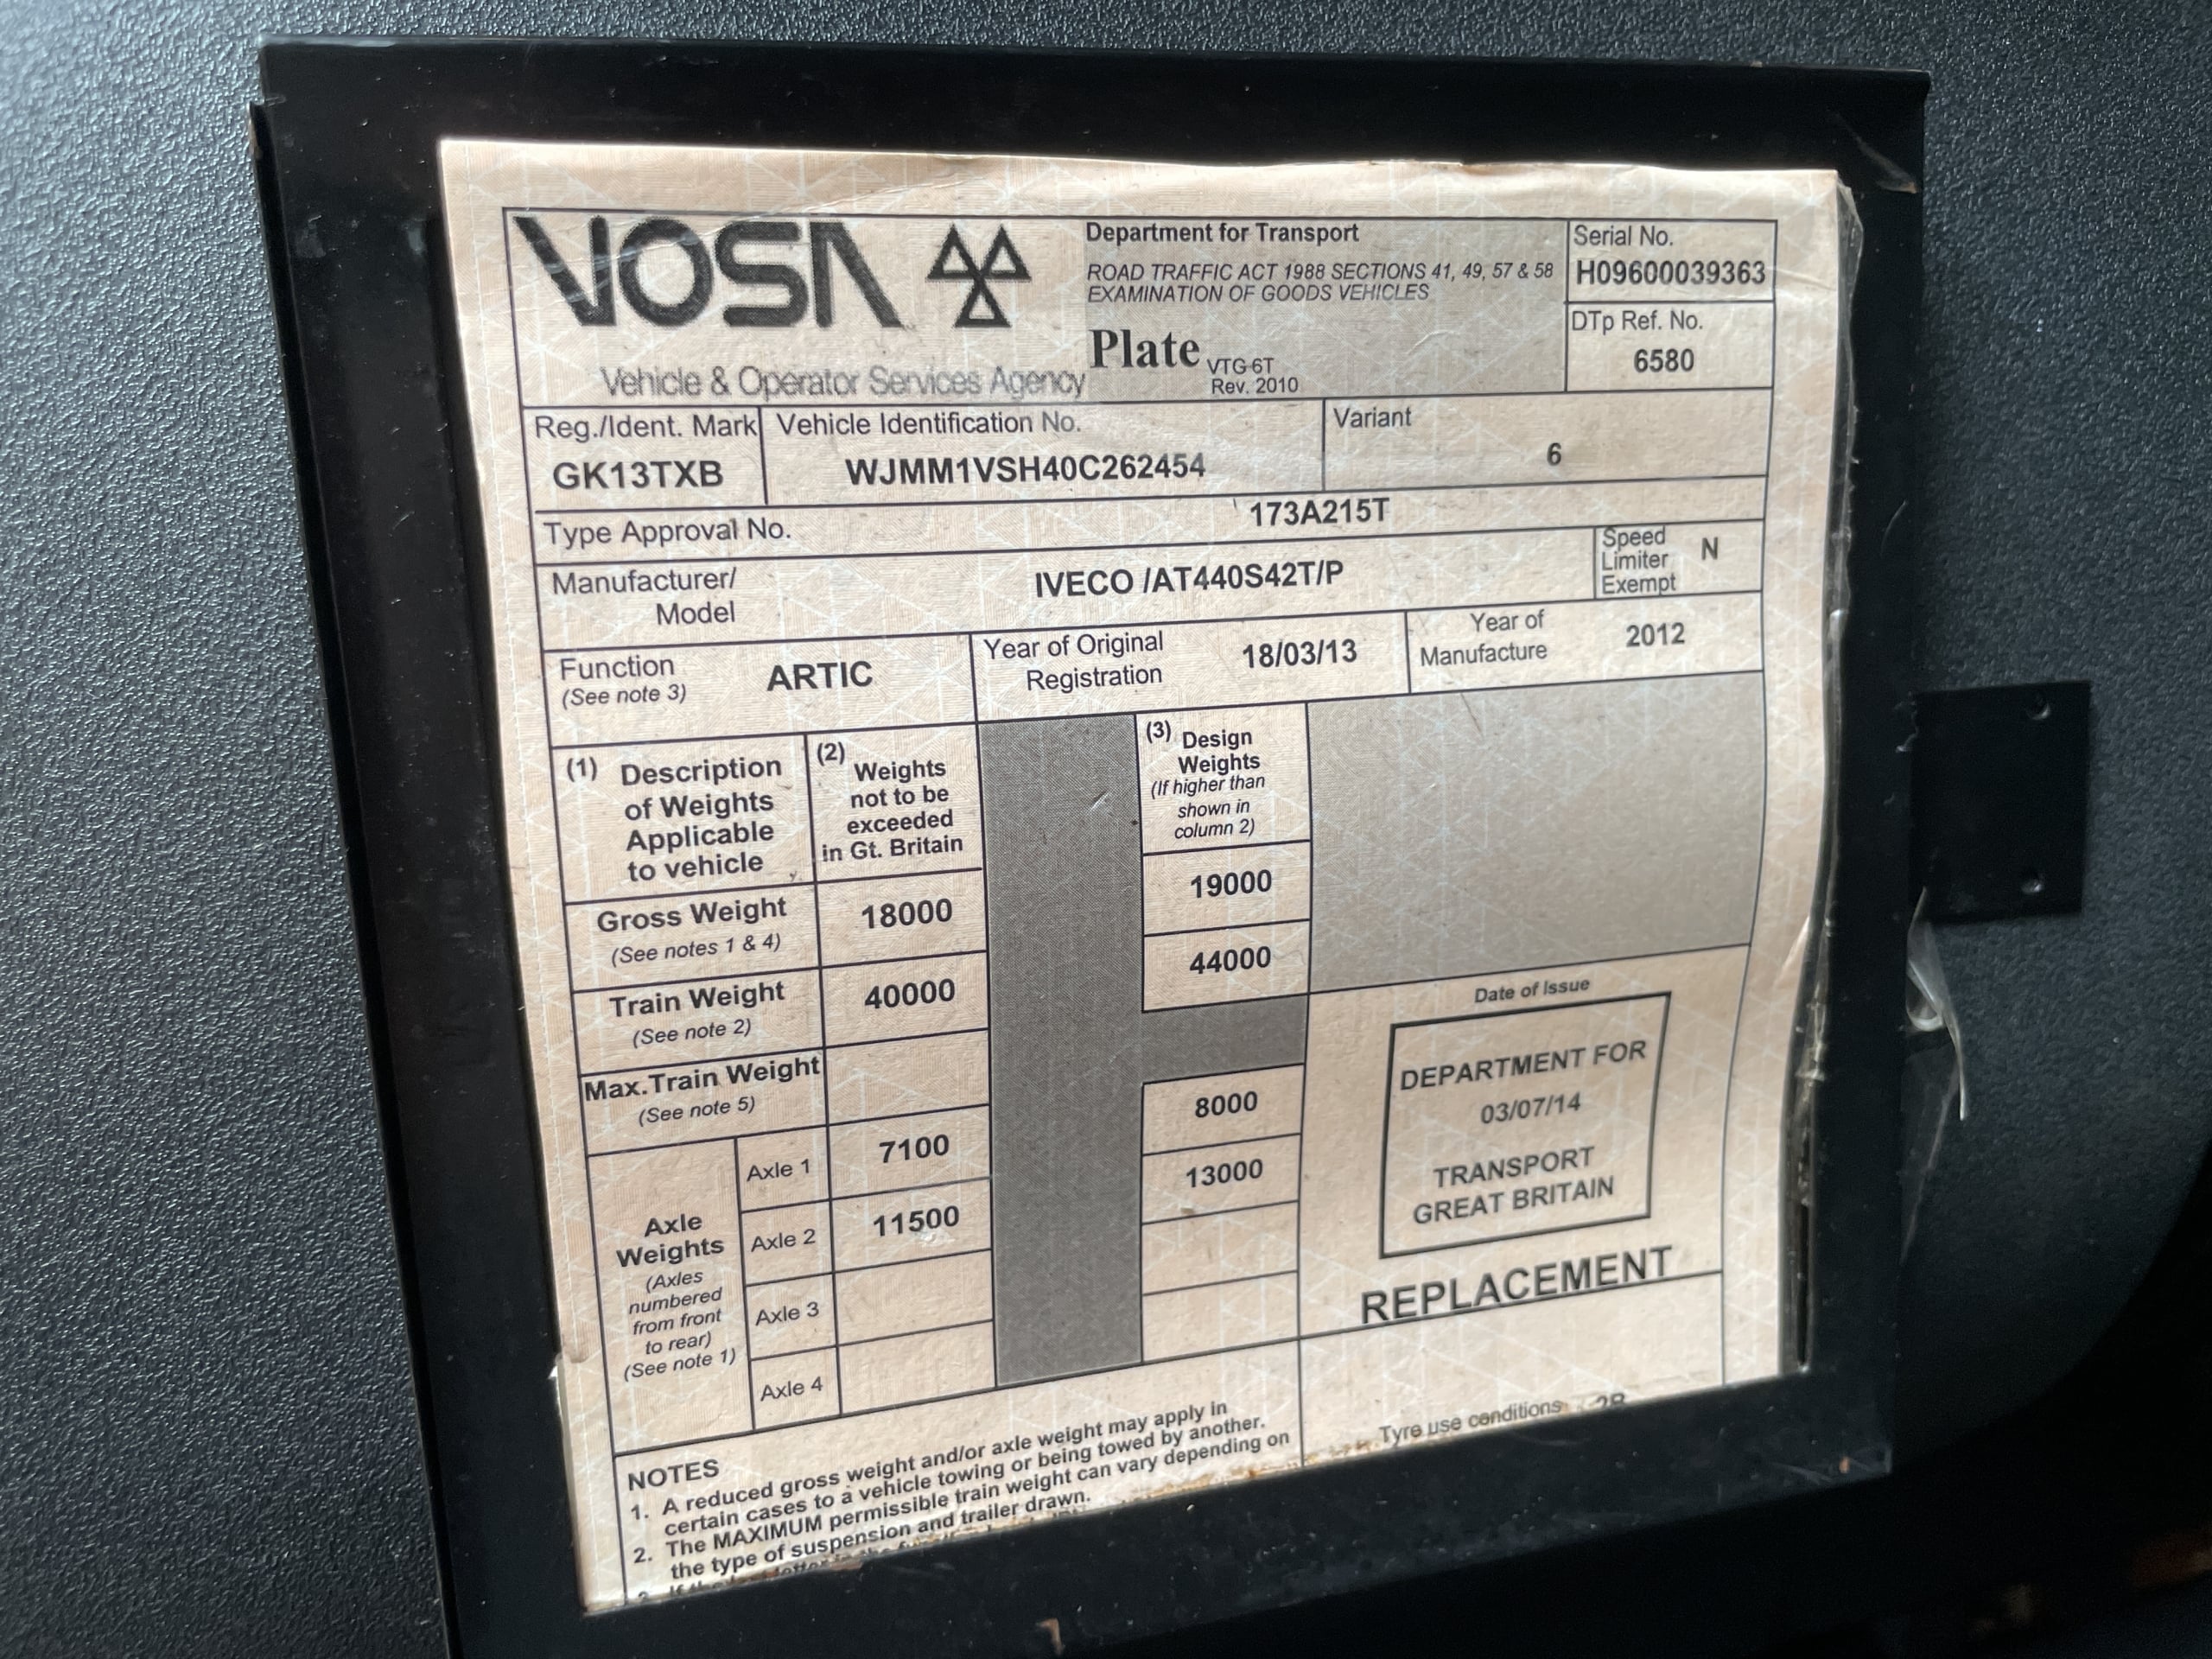 VOSA
Vehicle & Operator Services Agency
Department for Transport
ROAD TRAFFIC ACT 1988 SECTIONS 41, 49, 57 & 58
EXAMINATION OF GOODS VEHICLES
Plate VTG 6T
Rev. 2010
Serial No.
H09600039363
DTp Ref. No.
6580
Reg./Ident. Mark
GK13TXB
Vehicle Identification No.
WJMM1VSH40C262454
Variant
6
Type Approval No.
173A215T
Manufacturer/
Model
IVECO /AT440S42T/P
Speed
Limiter
Exempt
N
Function
(See note 3)
ARTIC
Year of Original
Registration
18/03/13
Year of
Manufacture
2012
(1) Description
of Weights
Applicable
to vehicle
(2)
Weights
not to be
exceeded
in Gt. Britain
(3) Design
Weights
(If higher than
shown in
column 2)
Gross Weight
(See notes 1 & 4)
18000
19000
Train Weight
(See note 2)
40000
44000
Max. Train Weight
(See note 5)
Axle
Weights
(Axles
numbered
from front
to rear)
(See note 1)
Axle 1
7100
8000
Axle 2
11500
13000
Axle 3
Axle 4
Date of Issue
DEPARTMENT FOR
03/07/14
TRANSPORT
GREAT BRITAIN
REPLACEMENT
Tyre use conditions
NOTES
1. A reduced gross weight and/or axle weight may apply in
certain cases to a vehicle towing or being towed by another.
2. The MAXIMUM permissible train weight can vary depending on
the type of suspension and trailer drawn.